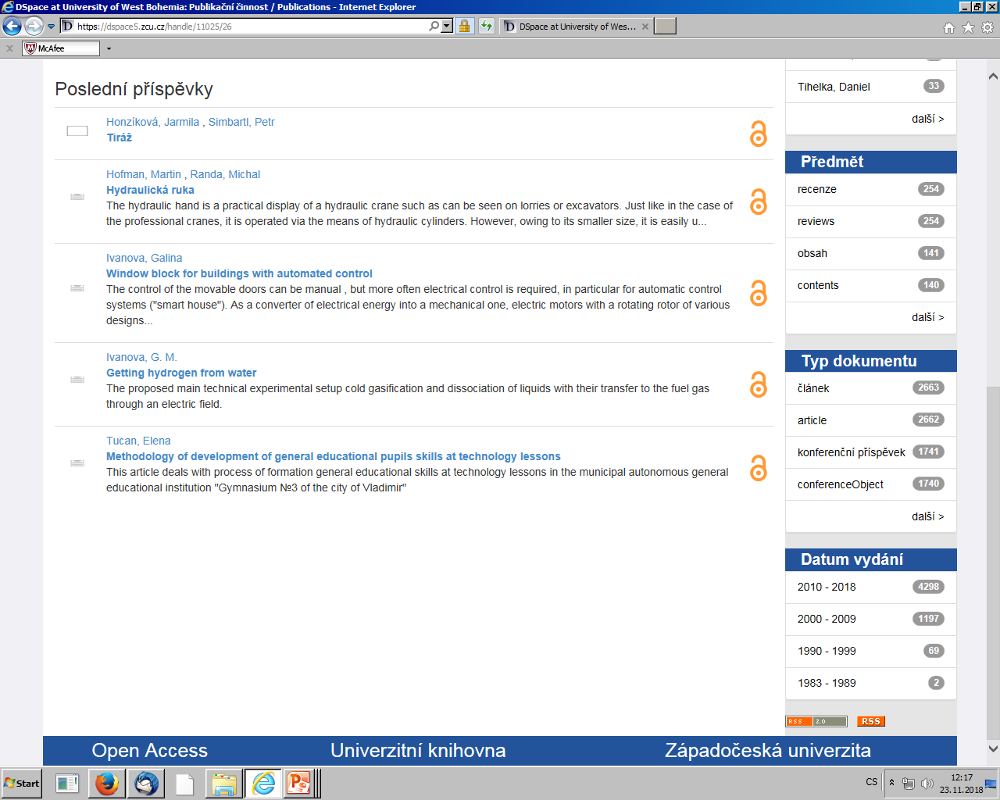 DSpace at University of West Bohemia: Publikační činnost / Publications - Internet Explorer
https://dspace5.zcu.cz/handle/11025/26
DSpace at University of Wes...
McAfee
Poslední příspěvky
Honzíková, Jarmila , Simbartl, Petr
Tiráž
Hofman, Martin , Randa, Michal
Hydraulická ruka
The hydraulic hand is a practical display of a hydraulic crane such as can be seen on lorries or excavators. Just like in the case of
the professional cranes, it is operated via the means of hydraulic cylinders. However, owing to its smaller size, it is easily u...
Ivanova, Galina
Window block for buildings with automated control
The control of the movable doors can be manual , but more often electrical control is required, in particular for automatic control
systems ("smart house"). As a converter of electrical energy into a mechanical one, electric motors with a rotating rotor of various
designs...
Ivanova, G. M.
Getting hydrogen from water
The proposed main technical experimental setup cold gasification and dissociation of liquids with their transfer to the fuel gas
through an electric field.
Tucan, Elena
Methodology of development of general educational pupils skills at technology lessons
This article deals with process of formation general educational skills at technology lessons in the municipal autonomous general
educational institution "Gymnasium №3 of the city of Vladimir"
Tihelka, Daniel 33
další >
Předmět
recenze 254
reviews 254
obsah 141
contents 140
další >
Typ dokumentu
článek 2663
article 2662
konferenční příspěvek 1741
conferenceObject 1740
další >
Datum vydání
2010 - 2018 4298
2000 - 2009 1197
1990 - 1999 69
1983 - 1989 2
RSS 2.0 RSS
Open Access Univerzitní knihovna Západočeská univerzita
Start
CS
12:17
23.11.2018